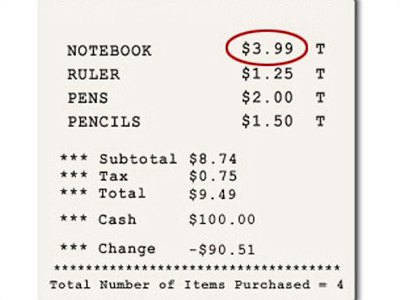 NOTEBOOK $3.99 T
RULER $1.25 T
PENS $2.00 T
PENCILS $1.50 T
*** Subtotal $8.74
*** Tax $0.75
*** Total $9.49
*** Cash $100.00
*** Change -$90.51
**************************************
Total Number of Items Purchased = 4